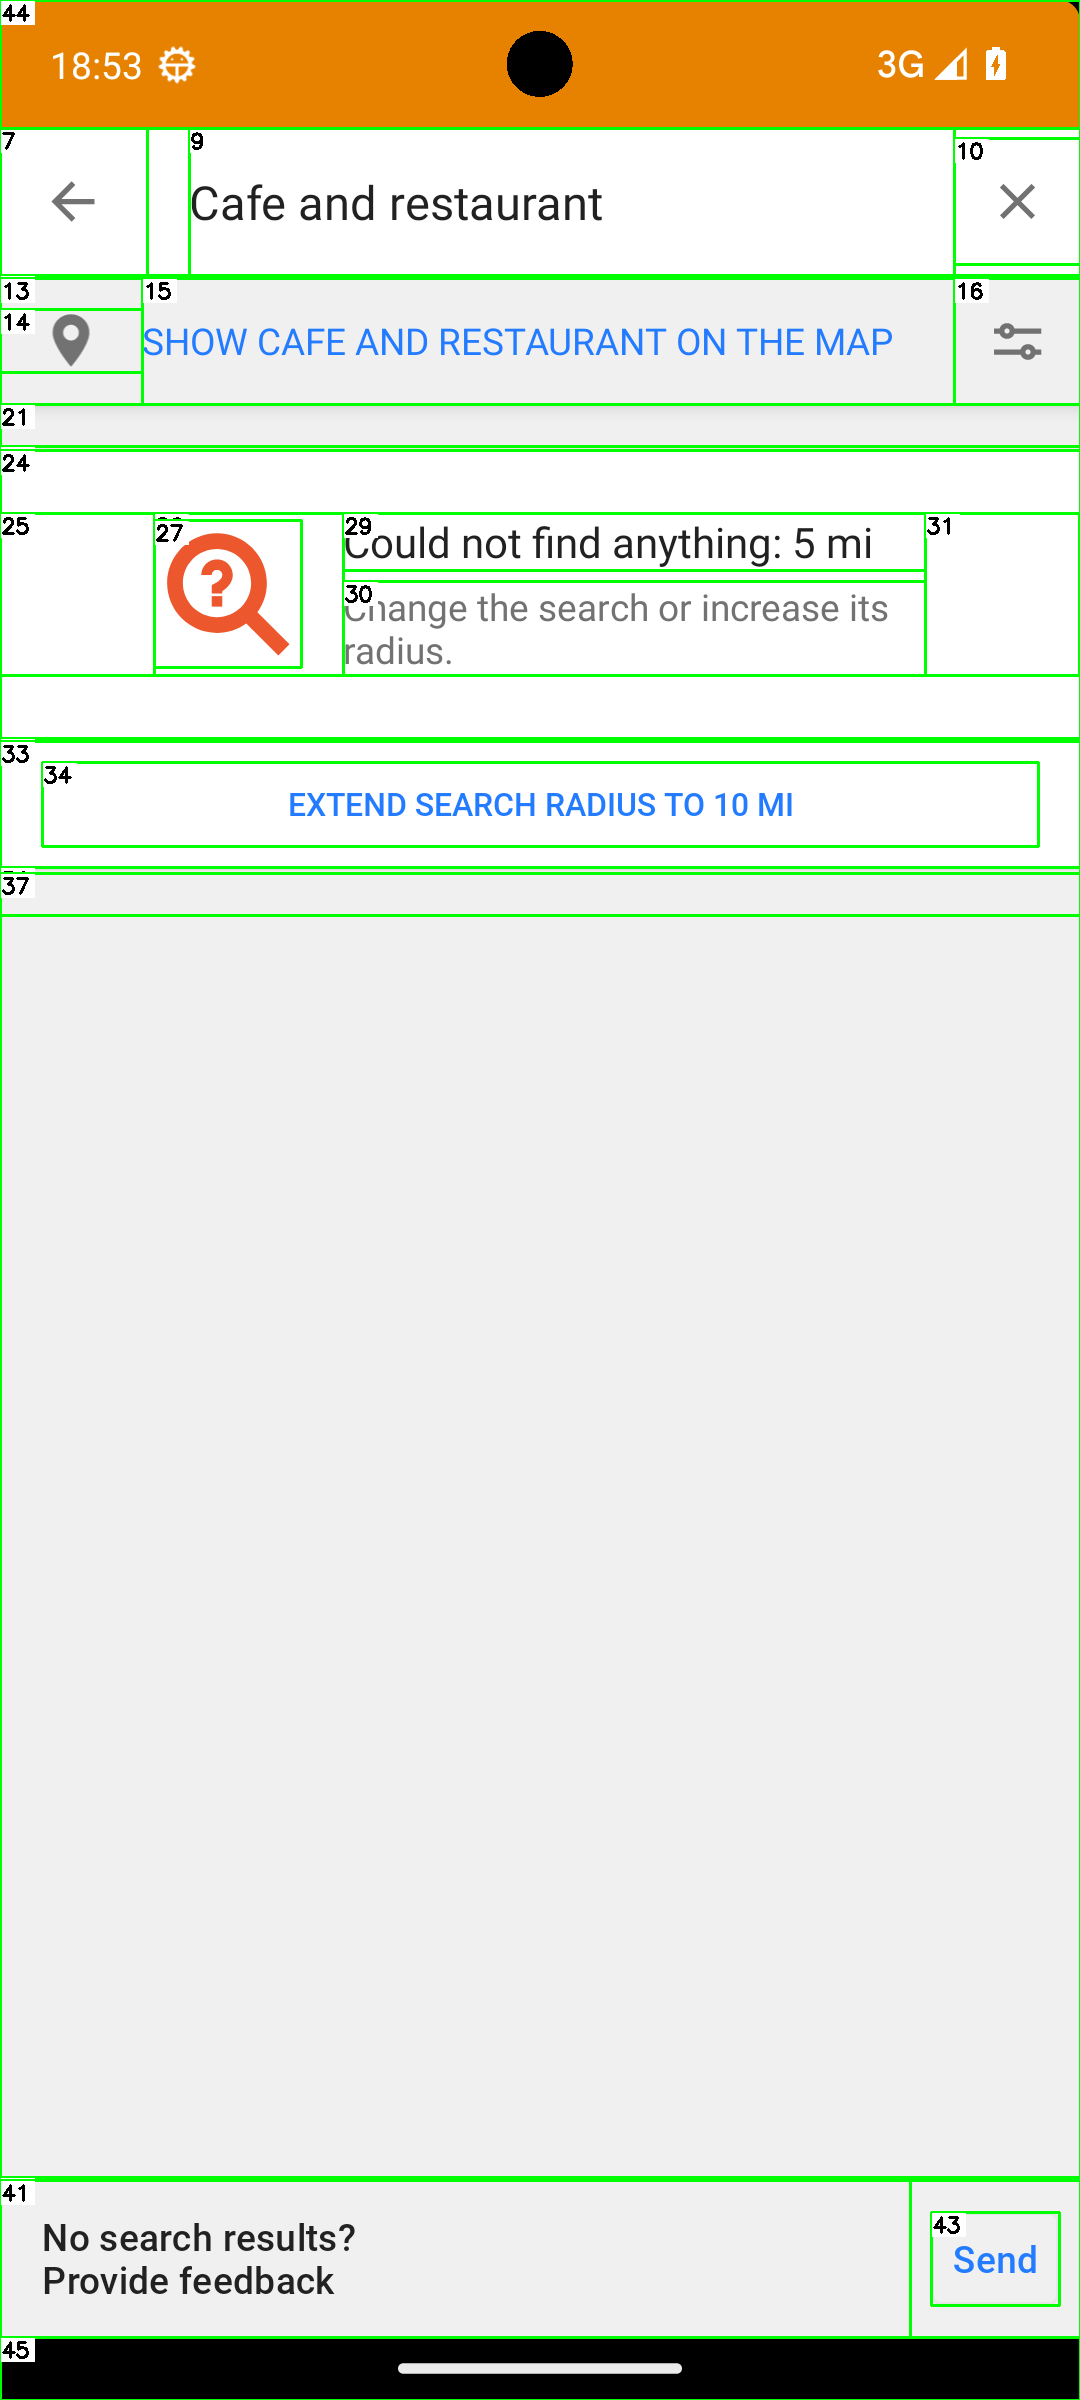 44
18:53
3G
7
9
10
Cafe and restaurant
13
15
16
14
SHOW CAFE AND RESTAURANT ON THE MAP
21
24
25
27
29
31
Could not find anything: 5 mi
30
Change the search or increase its
radius.
33
34
EXTEND SEARCH RADIUS TO 10 MI
37
41
43
No search results?
Provide feedback
Send
45